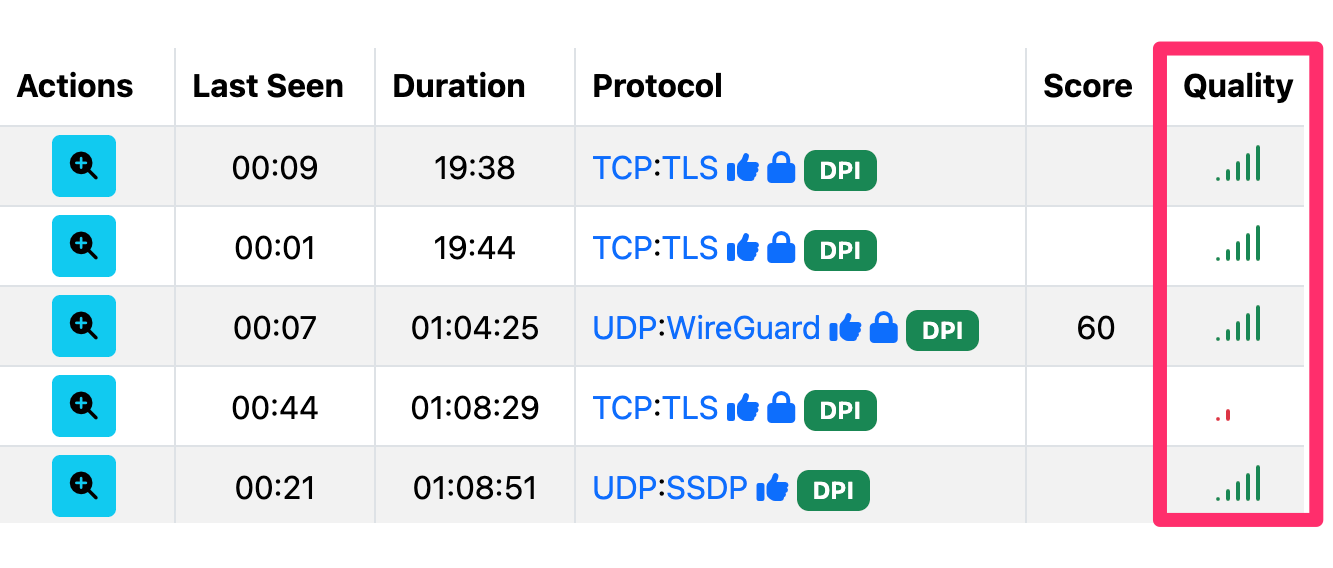 Actions Last Seen Duration Protocol Score Quality
00:09 19:38 TCP:TLS DPI
00:01 19:44 TCP:TLS DPI
00:07 01:04:25 UDP:WireGuard DPI 60
00:44 01:08:29 TCP:TLS DPI
00:21 01:08:51 UDP:SSDP DPI